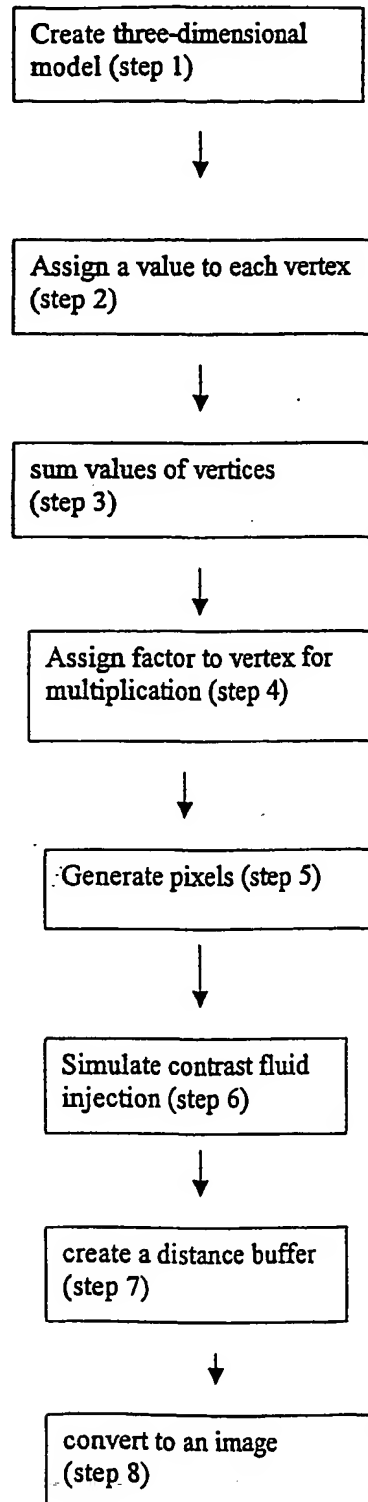 Create three-dimensional
model (step 1)
Assign a value to each vertex
(step 2)
sum values of vertices
(step 3)
Assign factor to vertex for
multiplication (step 4)
Generate pixels (step 5)
Simulate contrast fluid
injection (step 6)
create a distance buffer
(step 7)
convert to an image
(step 8)